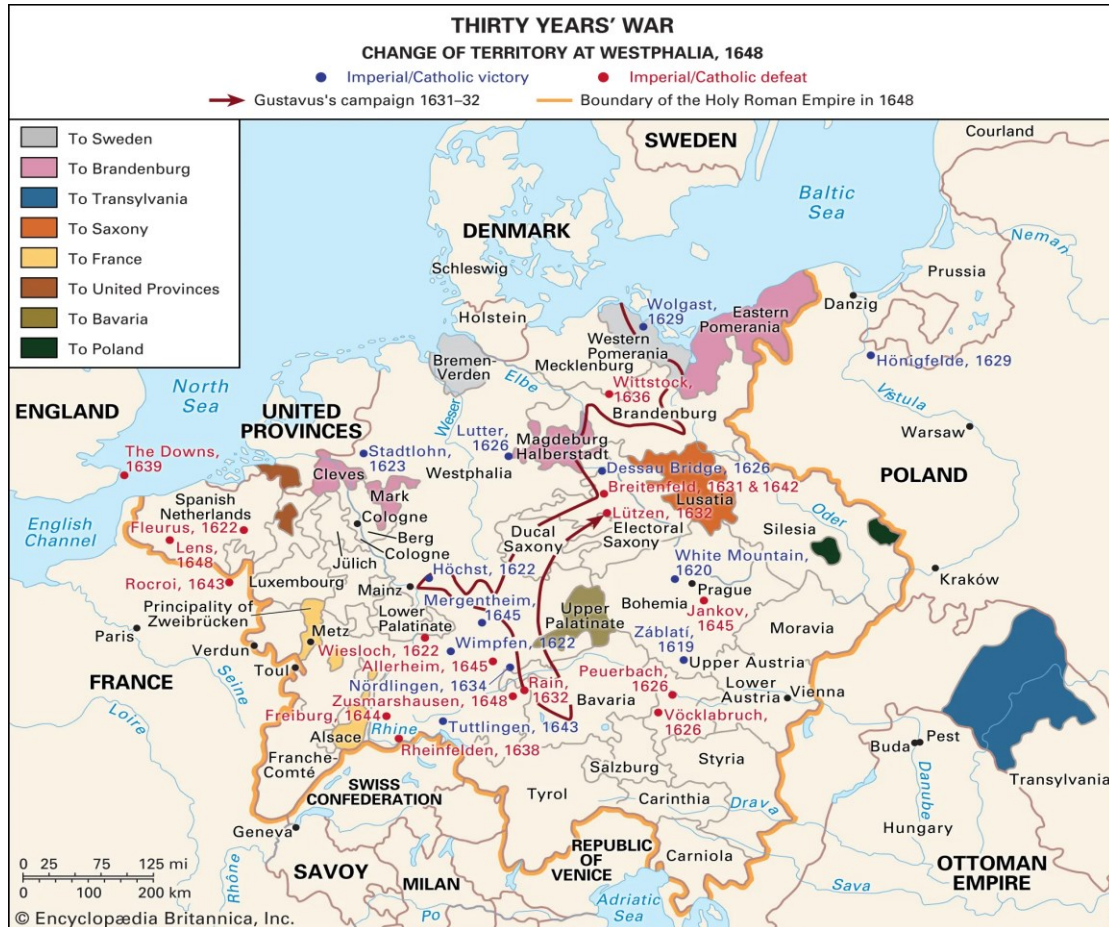 THIRTY YEARS' WAR
CHANGE OF TERRITORY AT WESTPHALIA, 1648
Imperial/Catholic victory
Imperial/Catholic defeat
Gustavus's campaign 1631–32
Boundary of the Holy Roman Empire in 1648
To Sweden
To Brandenburg
To Transylvania
To Saxony
To France
To United Provinces
To Bavaria
To Poland
SWEDEN
Courland
Baltic
Sea
Neman
DENMARK
Schleswig
Holstein
Prussia
Danzig
Wolgast,
1629
Eastern
Pomerania
Western
Pomerania
Mecklenburg
Hönigfelde, 1629
Bremen-
Verden
Elbe
Weser
North
Sea
ENGLAND
UNITED
PROVINCES
Wittstock,
1636
Brandenburg
Vistula
Warsaw
POLAND
The Downs,
1639
Stadtlohn,
1623
Lutter,
1626
Westphalia
Magdeburg
Halberstadt
Dessau Bridge, 1626
Breitenfeld, 1631 & 1642
Lusatia
Lützen, 1632
Electoral
Saxony
Ducal
Saxony
Silesia
Oder
Cleves
Mark
Cologne
Berg
Cologne
Jülich
Spanish
Netherlands
English
Channel
Fleurus, 1622
Lens,
1648
Rocroi, 1643
Luxembourg
Principality of
Zweibrücken
Mainz
Höchst, 1622
Mergentheim,
1645
Lower
Palatinate
Upper
Palatinate
White Mountain,
1620
Prague
Bohemia
Jankov,
1645
Moravia
Kraków
Paris
Verdun
Metz
Toul
Wiesloch, 1622
Wimpfen, 1622
Allerheim, 1645
Nördlingen, 1634
Zusmarshausen, 1648
Rain,
1632
Záblatí,
1619
Upper Austria
Peuerbach,
1626
Lower
Austria
Vienna
Vöcklabruch,
1626
Bavaria
FRANCE
Seine
Loire
Freiburg, 1644
Alsace
Rhine
Tuttlingen, 1643
Rheinfelden, 1638
Franche-
Comté
SWISS
CONFEDERATION
Geneva
Salzburg
Styria
Tyrol
Carinthia
Drava
Buda
Pest
Danube
Hungary
Transylvania
OTTOMAN
EMPIRE
SAVOY
MILAN
REPUBLIC
OF
VENICE
Carniola
Sava
Rhône
Po
Adriatic
Sea
0 25 75 125 mi
0 100 200 km
© Encyclopædia Britannica, Inc.